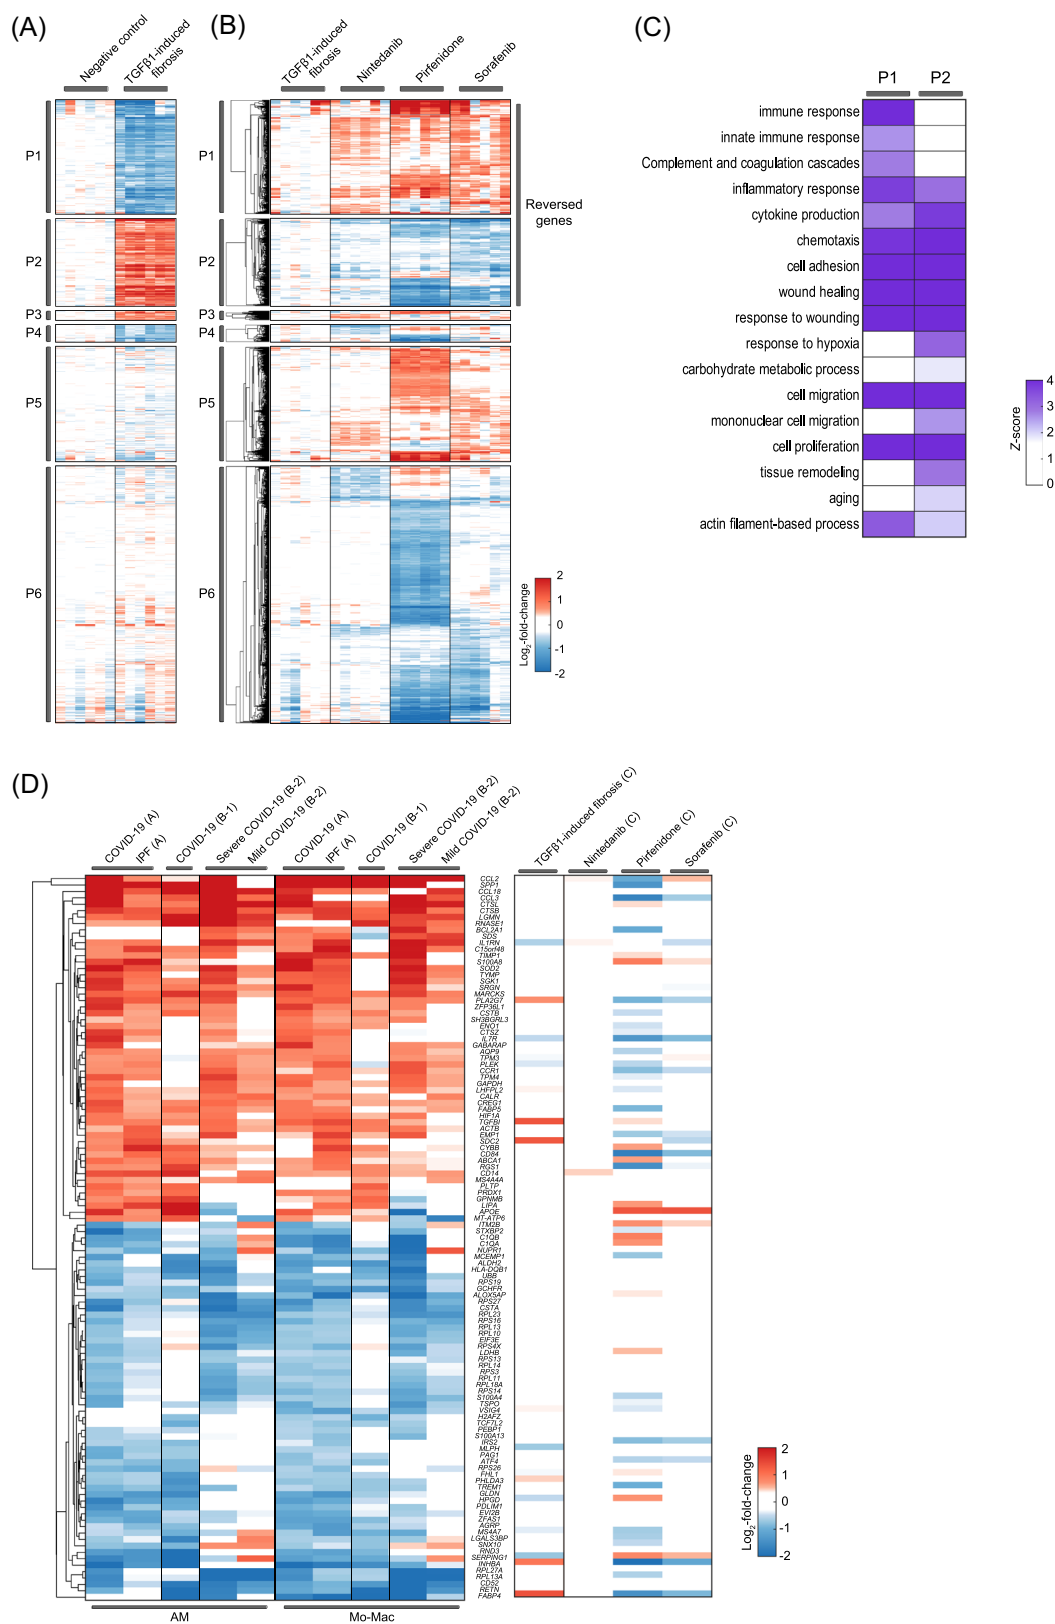 (A)
Negative control
TGFβ1-induced
fibrosis
P1
P2
P3
P4
P5
P6
(B)
TGFβ1-induced
fibrosis
Nintedanib
Pirfenidone
Sorafenib
P1
P2
P3
P4
P5
P6
Reversed
genes
Log2-fold-change
2
1
0
-1
-2
(C)
P1
P2
immune response
innate immune response
Complement and coagulation cascades
inflammatory response
cytokine production
chemotaxis
cell adhesion
wound healing
response to wounding
response to hypoxia
carbohydrate metabolic process
cell migration
mononuclear cell migration
cell proliferation
tissue remodeling
aging
actin filament-based process
Z-score
4
3
2
1
0
(D)
COVID-19 (A)
IPF (A)
COVID-19 (B-1)
Severe COVID-19 (B-2)
Mild COVID-19 (B-2)
COVID-19 (A)
IPF (A)
COVID-19 (B-1)
Severe COVID-19 (B-2)
Mild COVID-19 (B-2)
TGFβ1-induced fibrosis (C)
Nintedanib (C)
Pirfenidone (C)
Sorafenib (C)
CCL2
SPP1
CCL18
CCL3
CTSL
CTSB
LGMN
RNASE1
BCL2A1
SDS
IL1RN
C15orf48
TIMP1
S100A8
SOD2
TYMP
SGK1
SRGN
MARCKS
PLA2G7
ZFP36L1
CSTB
SH3BGRL3
ENO1
CTSZ
IL7R
GABARAP
AQP9
TPM3
PLEK
CCR1
TPM4
GAPDH
LHFPL2
CALR
CREG1
FABP5
HIF1A
TGFBI
ACTB
EMP1
SDC2
CYBB
CD84
ABCA1
RGS1
CD14
MS4A4A
PLTP
PRDX1
GPNMB
LIPA
APOE
MT-ATP6
ITM2B
STXBP2
C1QB
C1QA
NUPR1
MCEMP1
ALDH2
HLA-DQB1
UBB
RPS19
GCHFR
ALOX5AP
RPS27
CSTA
RPL23
RPS16
RPL13
RPL10
EIF3E
RPS4X
LDHB
RPS13
RPL14
RPS3
RPL11
RPL18A
RPS14
S100A4
TSPO
VSIG4
H2AFZ
TCF7L2
PEBP1
S100A13
IRS2
MLPH
PAG1
ATF4
RPS26
FHL1
PHLDA3
TREM1
GLDN
HPGD
PDLIM1
EVI2B
ZFAS1
AGRP
MS4A7
LGALS3BP
SNX10
RND3
SERPING1
INHBA
RPL27A
RPL13A
CD52
RETN
FABP4
AM
Mo-Mac
Log2-fold-change
2
1
0
-1
-2